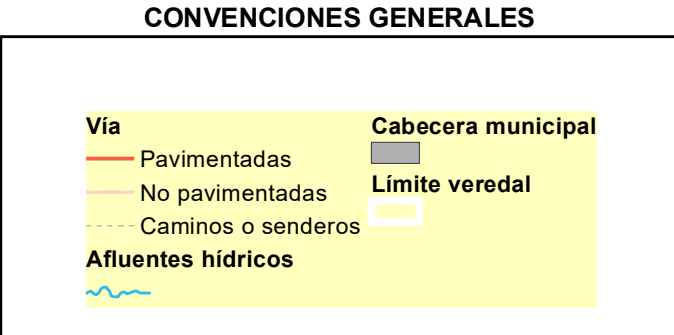 CONVENCIONES GENERALES
Vía
Pavimentadas
No pavimentadas
Caminos o senderos
Afluentes hídricos
Cabecera municipal
Límite veredal